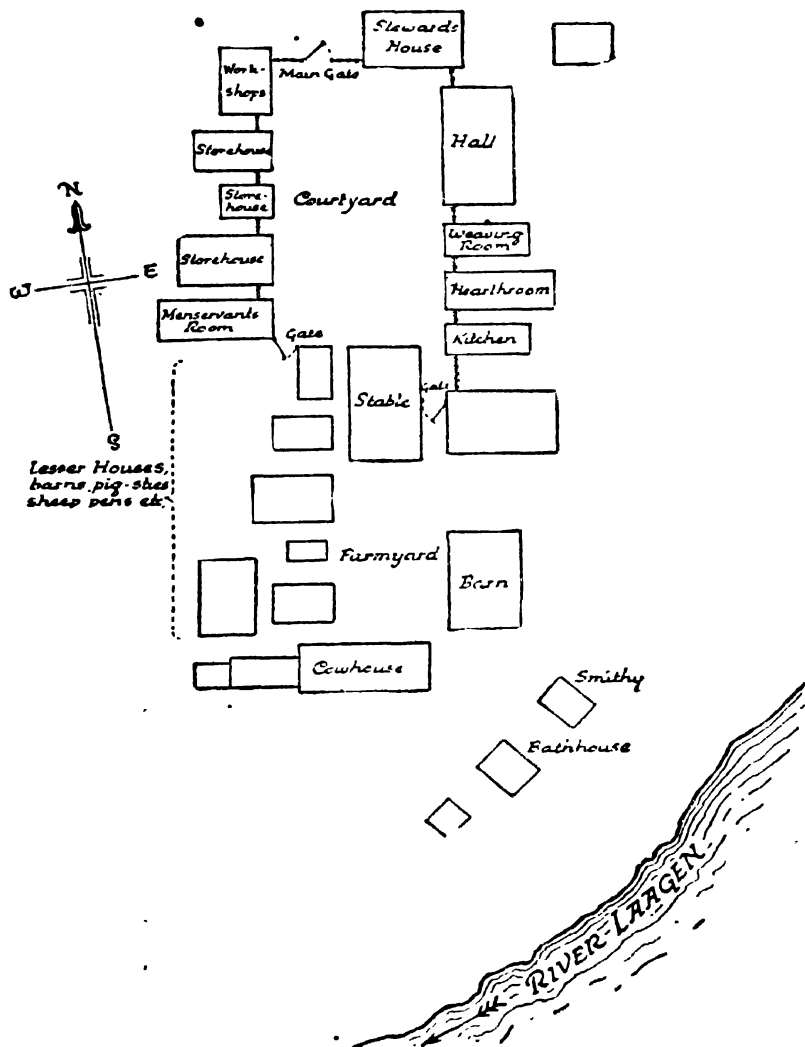 Stewards
House
Work-
shops
Main Gate
Hall
Storehouse
Store-
house
Courtyard
N
W
E
S
Weaving
Room
Storehouse
Hearthroom
Menservants
Room
Gate
Kitchen
Stable
Gate
Lesser Houses,
barns, pig-sties
sheep pens etc.
Farmyard
Barn
Cowhouse
Smithy
Bathhouse
RIVER LAAGEN